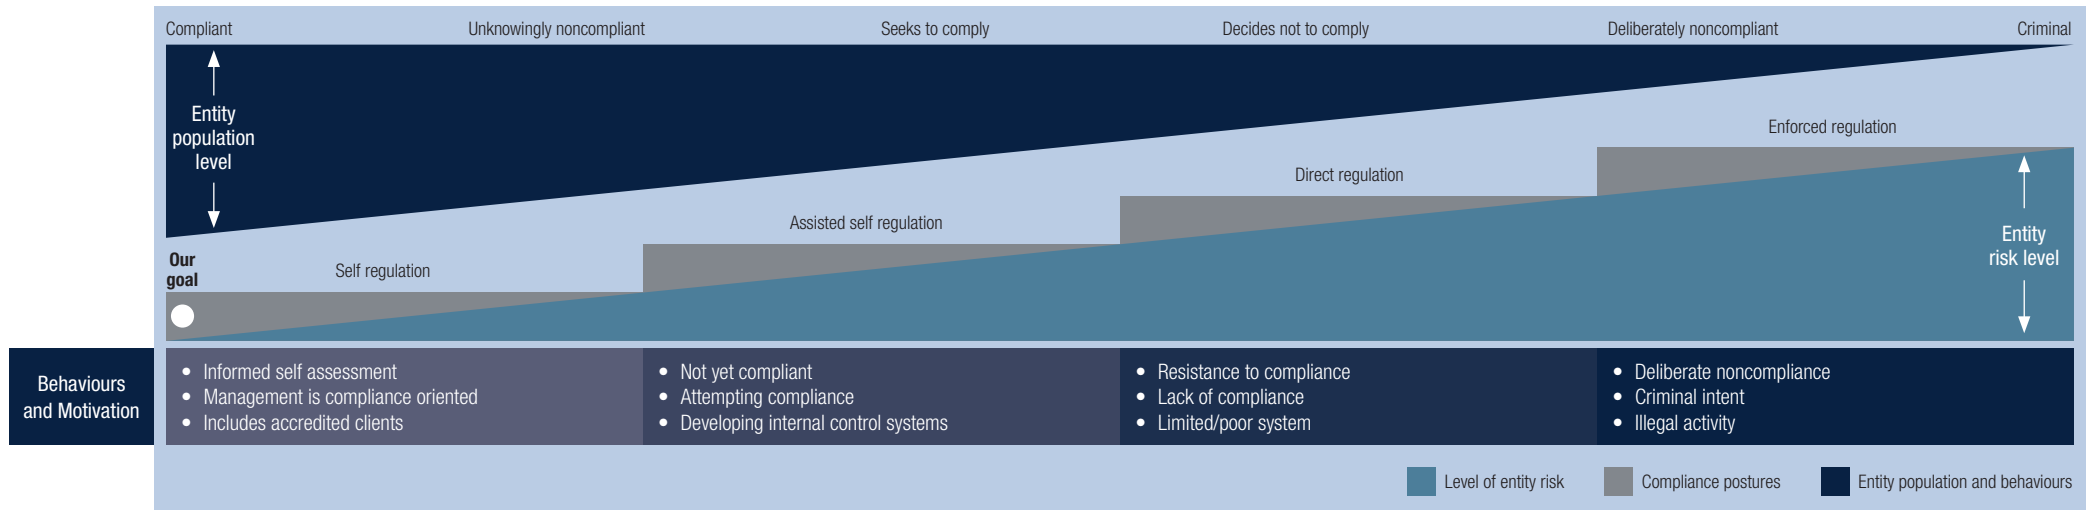 Compliant
Unknowingly noncompliant
Seeks to comply
Decides not to comply
Deliberately noncompliant
Criminal
Entity
population
level
Enforced regulation
Direct regulation
Assisted self regulation
Self regulation
Our
goal
Entity
risk level
Behaviours
and Motivation
• Informed self assessment
• Management is compliance oriented
• Includes accredited clients
• Not yet compliant
• Attempting compliance
• Developing internal control systems
• Resistance to compliance
• Lack of compliance
• Limited/poor system
• Deliberate noncompliance
• Criminal intent
• Illegal activity
Level of entity risk
Compliance postures
Entity population and behaviours